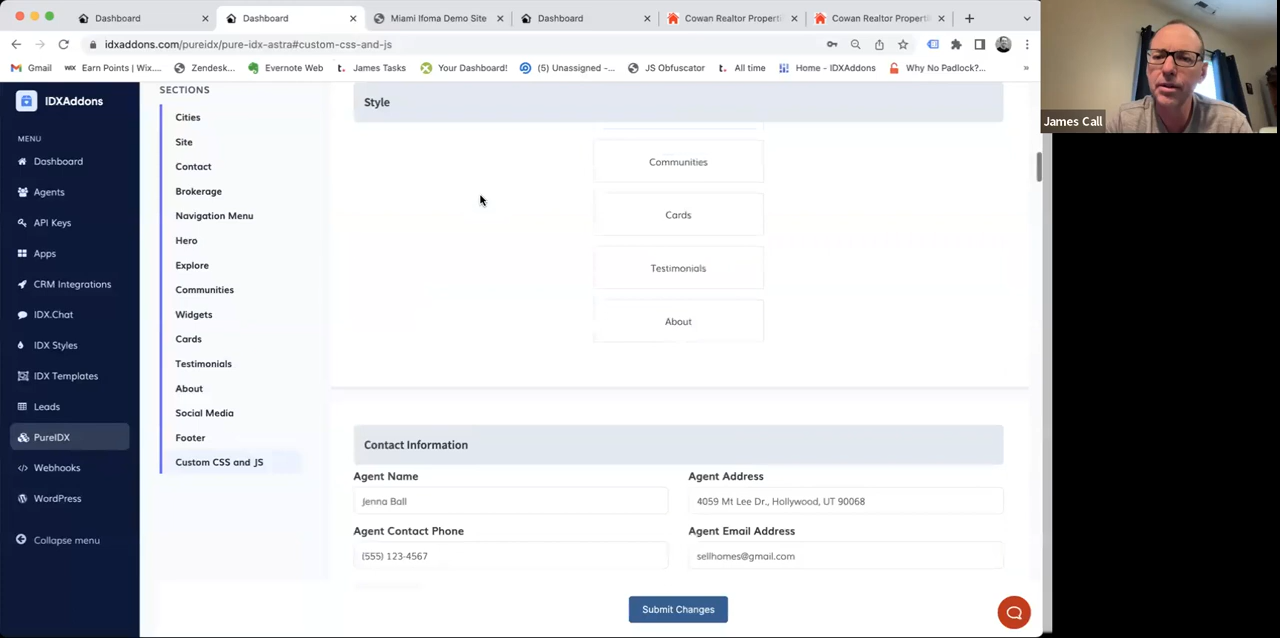 Dashboard
Dashboard
Miami Ifoma Demo Site
Dashboard
Cowan Realtor Propert
Cowan Realtor Propert
idxaddons.com/pureidx/pure-idx-astra#custom-css-and-js
Gmail
Earn Points | Wix....
Zendesk...
Evernote Web
James Tasks
Your Dashboard!
(5) Unassigned -...
JS Obfuscator
All time
Home - IDXAddons
Why No Padlock?...
IDXAddons
MENU
Dashboard
Agents
API Keys
Apps
CRM Integrations
IDX.Chat
IDX Styles
IDX Templates
Leads
PureIDX
Webhooks
WordPress
Collapse menu
SECTIONS
Cities
Site
Contact
Brokerage
Navigation Menu
Hero
Explore
Communities
Widgets
Cards
Testimonials
About
Social Media
Footer
Custom CSS and JS
Style
Communities
Cards
Testimonials
About
Contact Information
Agent Name
Agent Address
Jenna Ball
4059 Mt Lee Dr., Hollywood, UT 90068
Agent Contact Phone
Agent Email Address
(555) 123-4567
sellhomes@gmail.com
Submit Changes
James Call